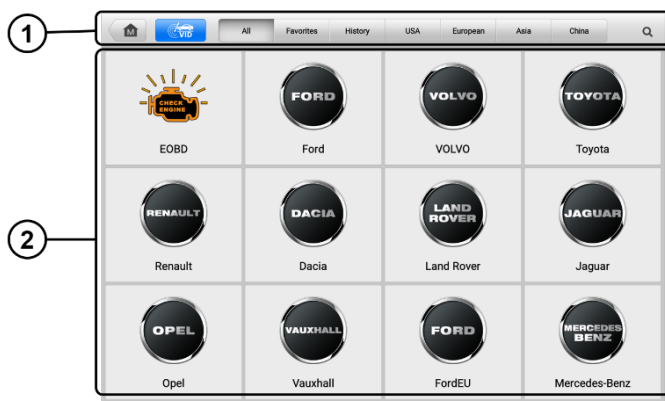 1
M
VID
All
Favorites
History
USA
European
Asia
China
2
CHECK
ENGINE
EOBD
FORD
Ford
VOLVO
VOLVO
TOYOTA
Toyota
RENAULT
Renault
DACIA
Dacia
LAND
ROVER
Land Rover
JAGUAR
Jaguar
OPEL
Opel
VAUXHALL
Vauxhall
FORD
FordEU
MERCEDES
BENZ
Mercedes-Benz